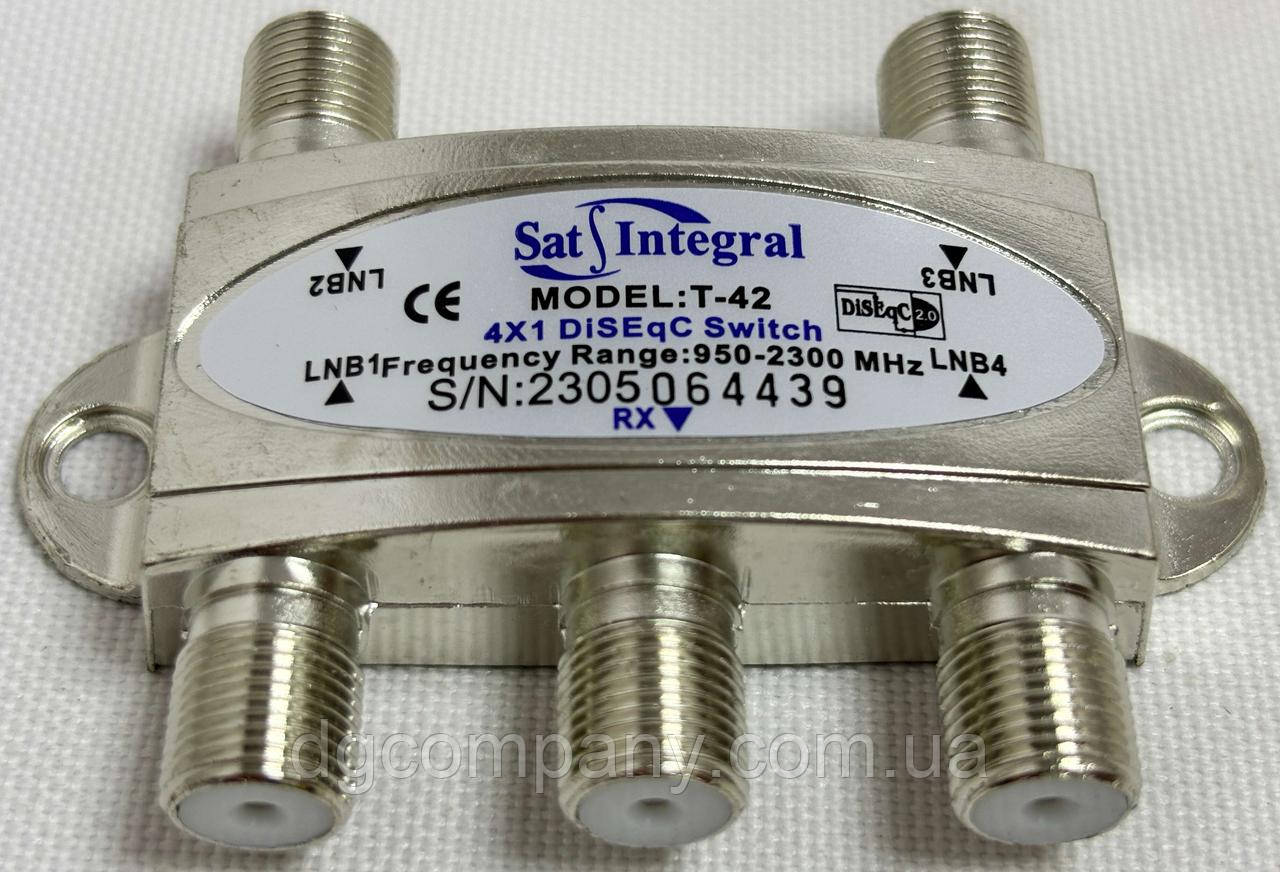 Sat Integral
LNB2
LNB3
CE
MODEL:T-42
DiSEqC 2.0
4X1 DiSEqC Switch
LNB1
Frequency Range:950-2300 MHz
LNB4
S/N:2305064439
RX
dgcompany.com.ua